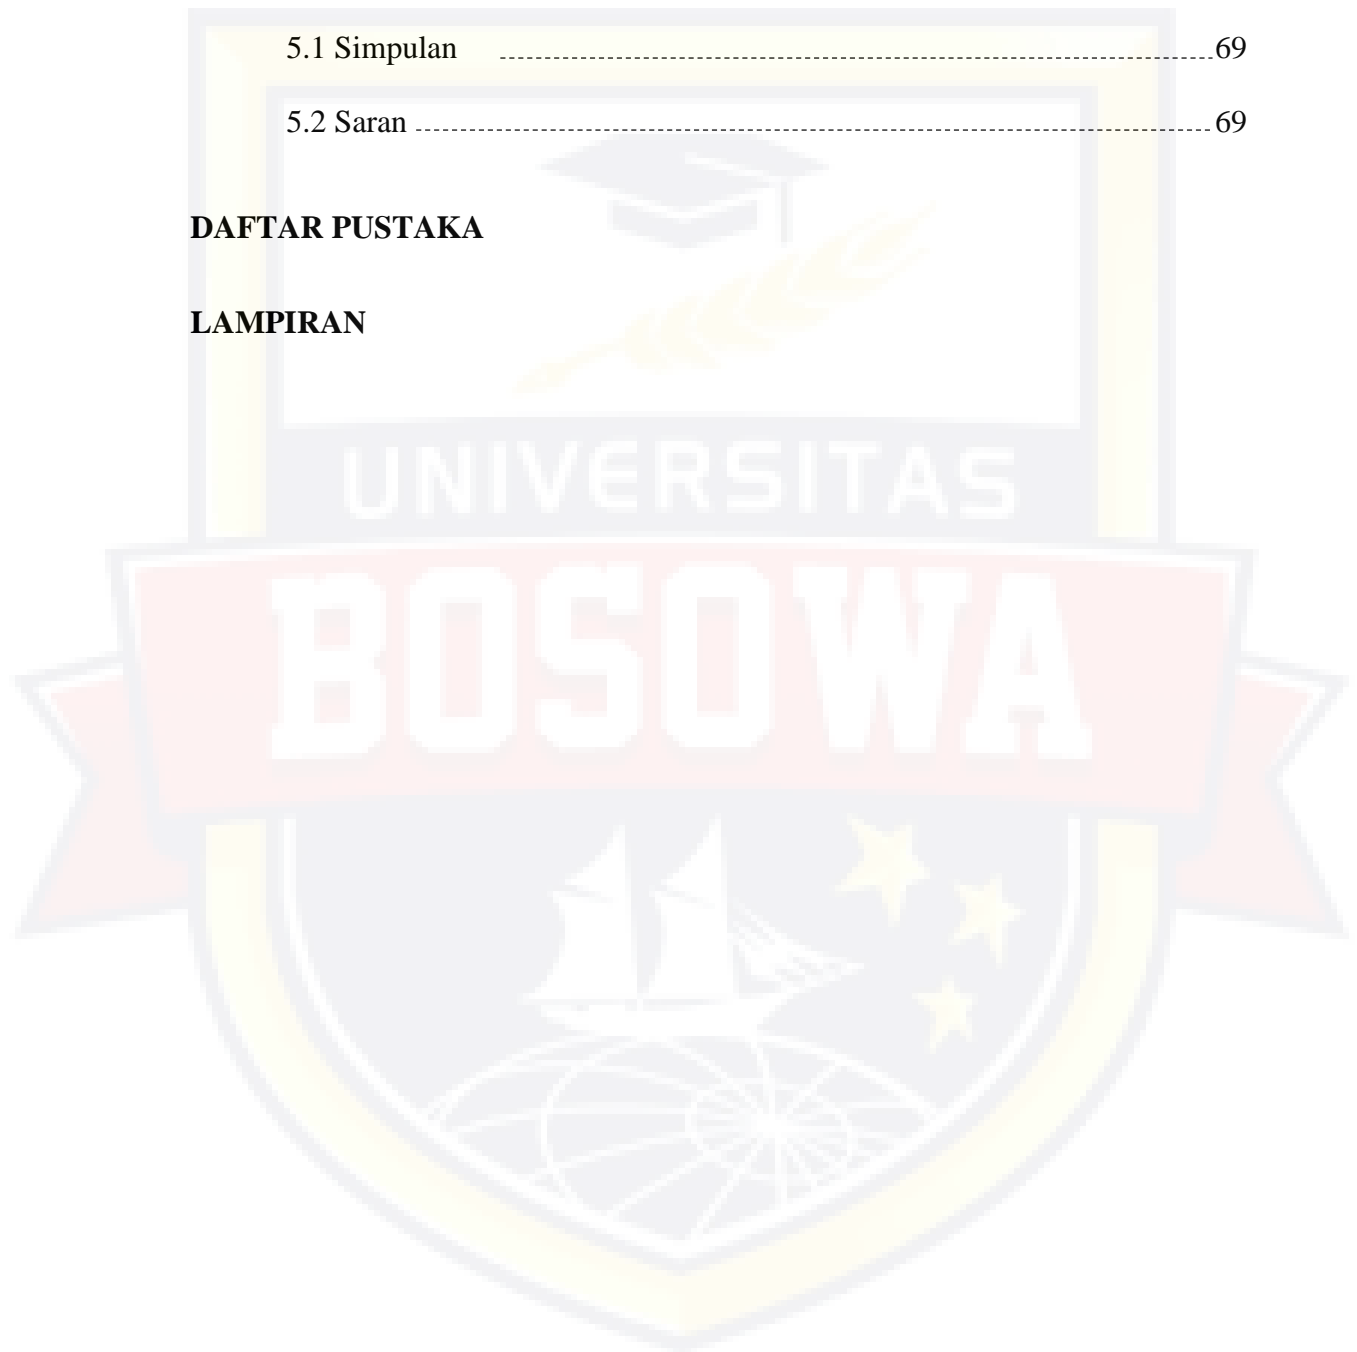 5.1 Simpulan 69
5.2 Saran 69
DAFTAR PUSTAKA
LAMPIRAN
UNIVERSITAS
BOSOWA